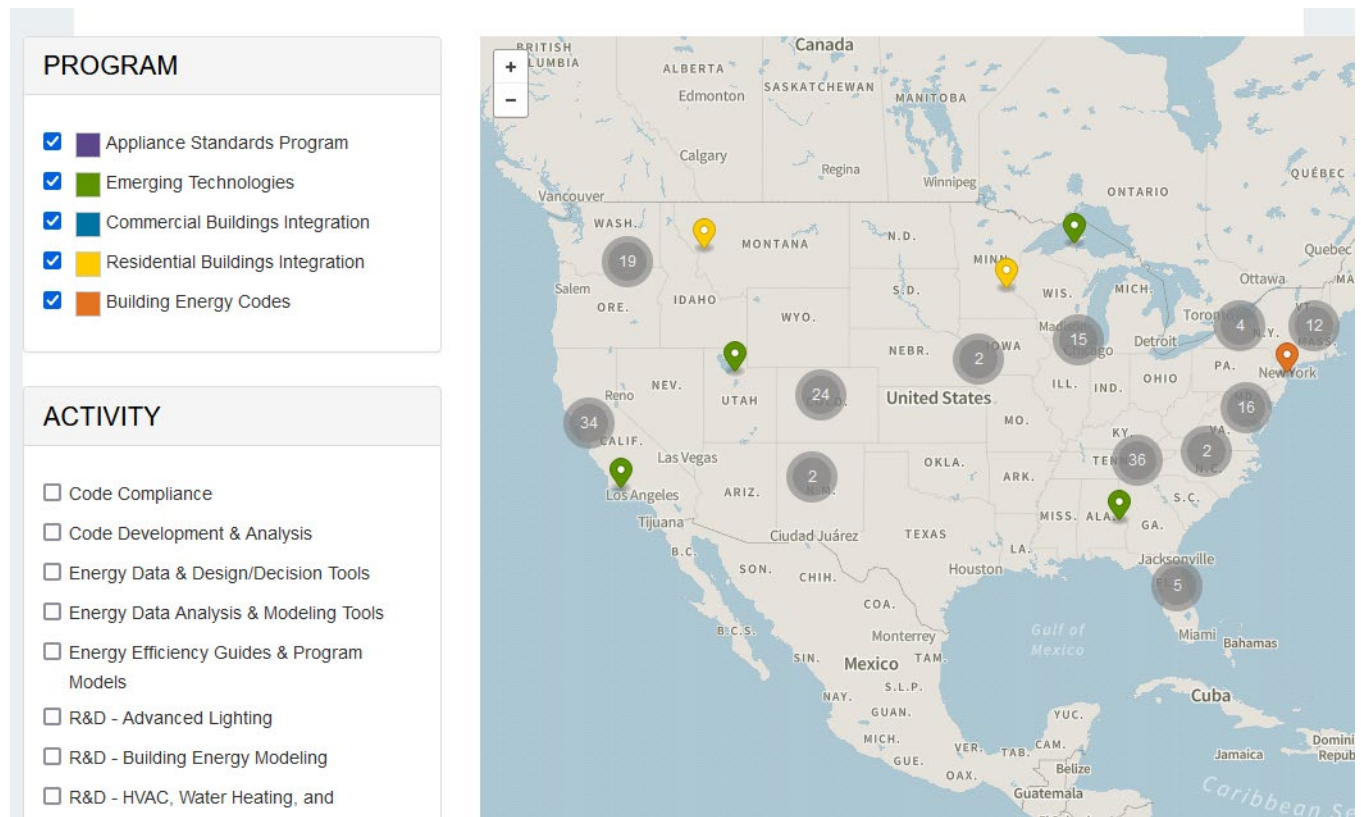 PROGRAM
Appliance Standards Program
Emerging Technologies
Commercial Buildings Integration
Residential Buildings Integration
Building Energy Codes
ACTIVITY
Code Compliance
Code Development & Analysis
Energy Data & Design/Decision Tools
Energy Data Analysis & Modeling Tools
Energy Efficiency Guides & Program
Models
R&D - Advanced Lighting
R&D - Building Energy Modeling
R&D - HVAC, Water Heating, and
+
−
BRITISH
LUMBIA
Canada
ALBERTA
Edmonton
SASKATCHEWAN
MANITOBA
Calgary
Regina
Winnipeg
ONTARIO
QUÉBEC
Vancouver
WASH.
MONTANA
N.D.
MINN.
Quebec
19
Salem
ORE.
IDAHO
S.D.
WIS.
MICH.
Ottawa
MA
WYO.
Madison
Toronto
4
N.Y.
VT.
12
MASS.
NEBR.
2
IOWA
15
Chicago
Detroit
PA.
New York
Reno
NEV.
UTAH
24
United States
ILL.
IND.
OHIO
MD.
16
34
CALIF.
MO.
KY.
VA.
2
N.C.
Las Vegas
OKLA.
TENN.
36
Los Angeles
ARIZ.
2
N.M.
ARK.
S.C.
Tijuana
Ciudad Juárez
TEXAS
MISS.
ALA.
GA.
B.C.
LA.
Jacksonville
SON.
CHIH.
Houston
FLA.
5
COA.
B.C.S.
Monterrey
Gulf of
Mexico
Miami
Bahamas
SIN.
Mexico
TAM.
NAY.
S.L.P.
Cuba
GUAN.
YUC.
MICH.
VER.
TAB.
CAM.
Jamaica
Domini
Repub
GUE.
OAX.
Belize
Guatemala
Caribbean Se